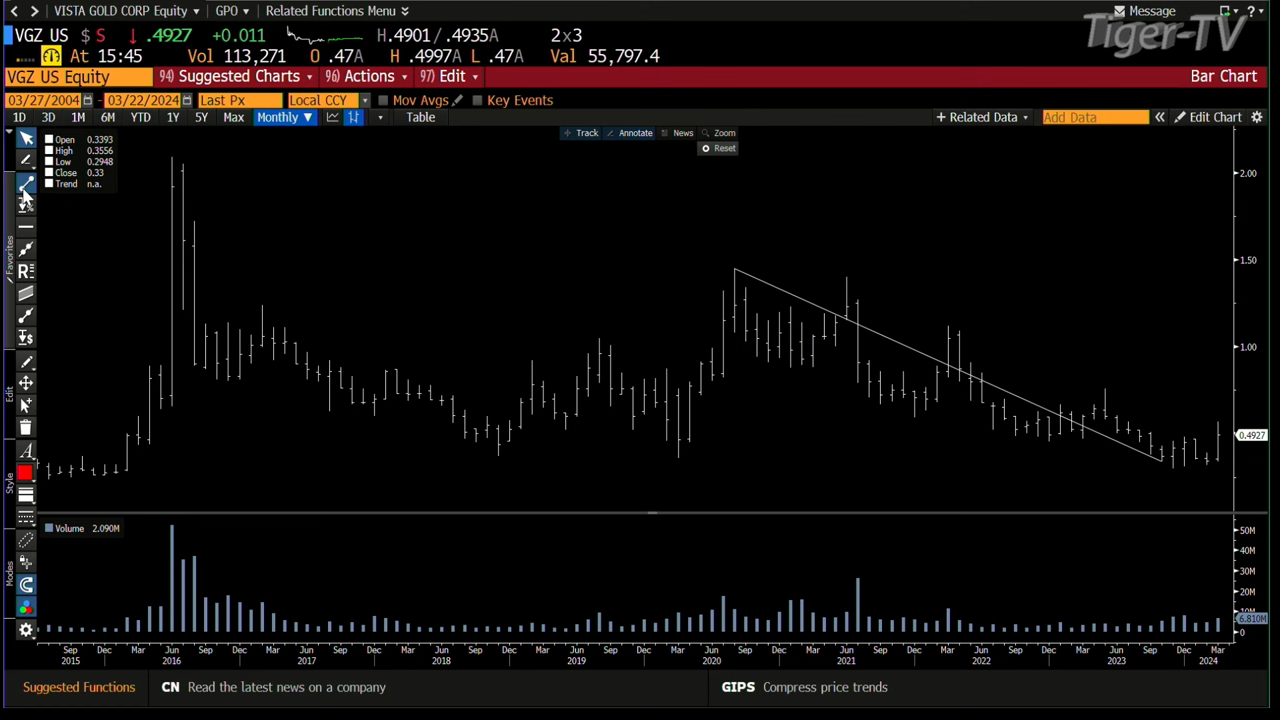 VISTA GOLD CORP Equity GPO Related Functions Menu Message ?
Tiger-TV
VGZ US $ S ↓ .4927 +0.011 H.4901/.4935A 2x3
At 15:45 Vol 113,271 O .47A H .4997A L .47A Val 55,797.4
VGZ US Equity 94) Suggested Charts 96) Actions 97) Edit Bar Chart
03/27/2004 - 03/22/2024 Last Px Local CCY Mov Avgs Key Events
1D 3D 1M 6M YTD 1Y 5Y Max Monthly ▼ Table + Related Data Add Data « Edit Chart
Track Annotate News Zoom
Reset
Open 0.3393
High 0.3556
Low 0.2948
Close 0.33
Trend n.a.
2.00
1.50
1.00
0.4927
Favorites
Edit
Style
Modes
Volume 2.090M
50M
40M
30M
20M
10M
6.810M
0
Sep Dec Mar Jun Sep Dec Mar Jun Sep Dec Mar Jun Sep Dec Mar Jun Sep Dec Mar Jun Sep Dec Mar Jun Sep Dec Mar Jun Sep Dec Mar Jun Sep Dec Mar
2015 2016 2017 2018 2019 2020 2021 2022 2023 2024
Suggested Functions CN Read the latest news on a company GIPS Compress price trends